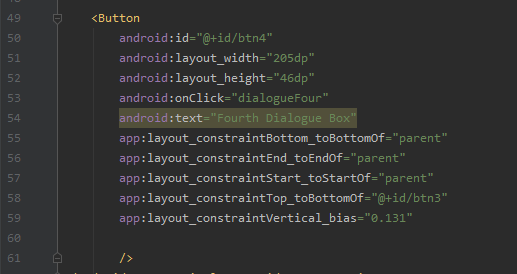 49 <Button
50 android:id="@+id/btn4"
51 android:layout_width="205dp"
52 android:layout_height="46dp"
53 android:onClick="dialogueFour"
54 android:text="Fourth Dialogue Box"
55 app:layout_constraintBottom_toBottomOf="parent"
56 app:layout_constraintEnd_toEndOf="parent"
57 app:layout_constraintStart_toStartOf="parent"
58 app:layout_constraintTop_toBottomOf="@+id/btn3"
59 app:layout_constraintVertical_bias="0.131"
60
61 />